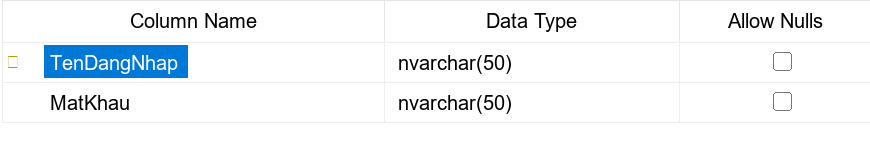 Column Name Data Type Allow Nulls
TenDangNhap nvarchar(50)
MatKhau nvarchar(50)